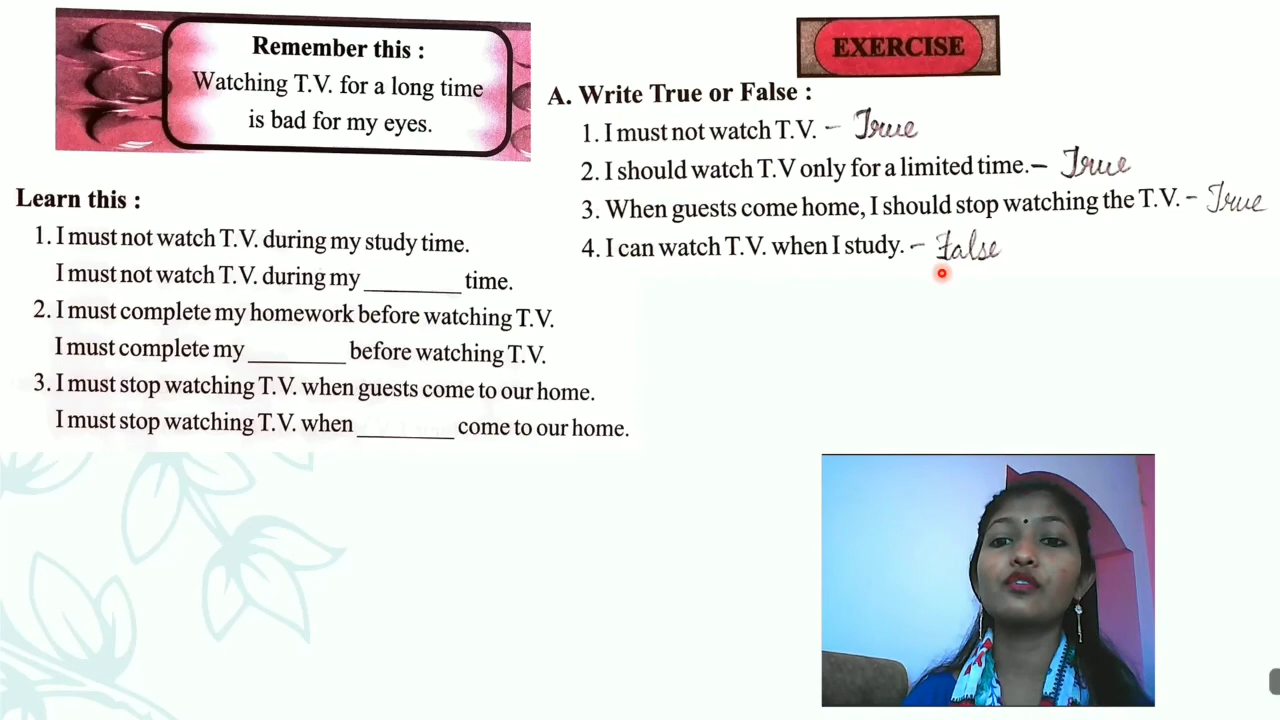 Remember this :
Watching T.V. for a long time
is bad for my eyes.
Learn this :
1. I must not watch T.V. during my study time.
I must not watch T.V. during my ________ time.
2. I must complete my homework before watching T.V.
I must complete my ________ before watching T.V.
3. I must stop watching T.V. when guests come to our home.
I must stop watching T.V. when ________ come to our home.
EXERCISE
A. Write True or False :
1. I must not watch T.V. – True
2. I should watch T.V only for a limited time. – True
3. When guests come home, I should stop watching the T.V. – True
4. I can watch T.V. when I study. – False